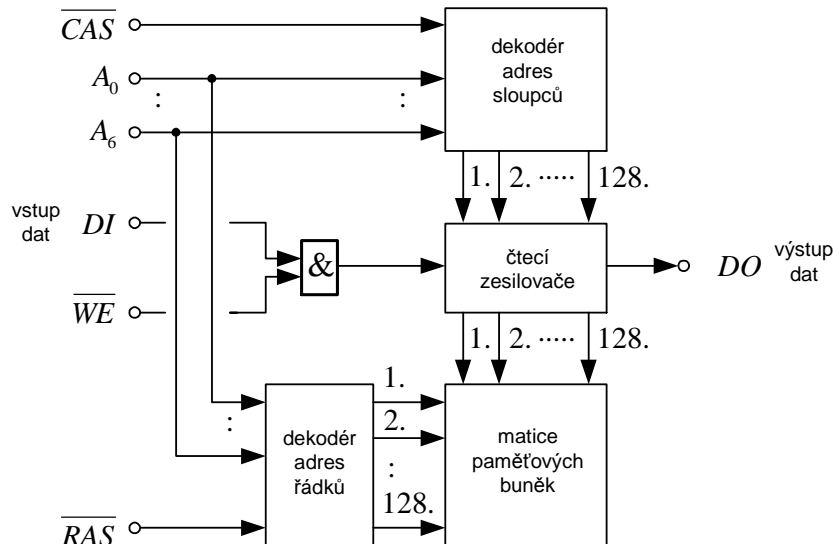 CAS
A0
:
A6
:
dekodér
adres
sloupců
1. 2. ..... 128.
vstup
dat
DI
WE
&
čtecí
zesilovače
DO
výstup
dat
1. 2. ..... 128.
:
dekodér
adres
řádků
RAS
1.
2.
:
128.
matice
paměťových
buněk